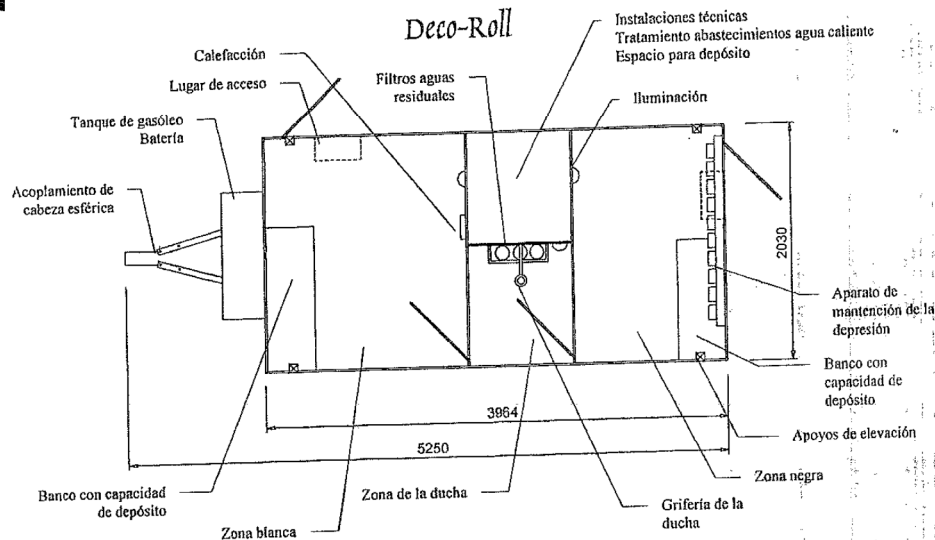 Deco-Roll
Instalaciones técnicas
Tratamiento abastecimientos agua caliente
Espacio para depósito
Calefacción
Lugar de acceso
Filtros aguas
residuales
Iluminación
Tanque de gasóleo
Batería
Acoplamiento de
cabeza esférica
2030
Aparato de
mantención de la
depresión
Banco con
capacidad de
depósito
3964
5250
Apoyos de elevación
Zona negra
Banco con capacidad
de depósito
Zona de la ducha
Grifería de la
ducha
Zona blanca